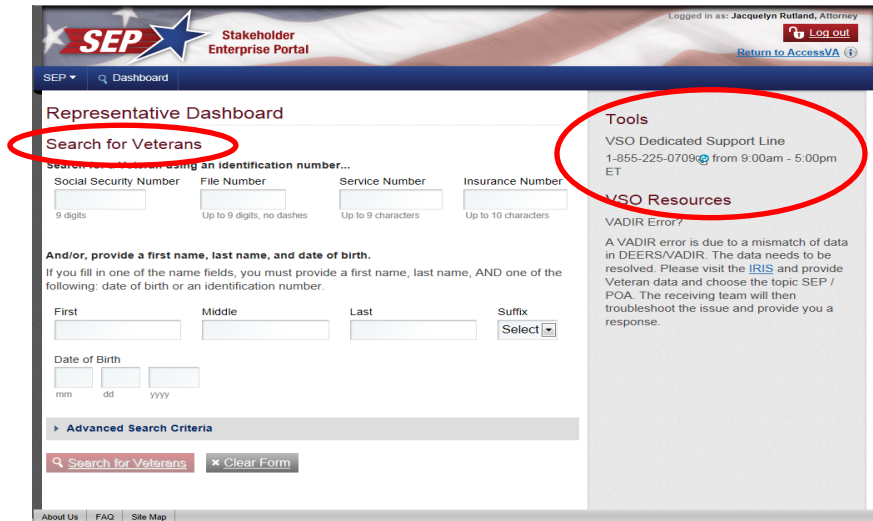 Logged in as: Jacquelyn Rutland, Attorney
SEP
Stakeholder
Enterprise Portal
Log out
Return to AccessVA
SEP
Dashboard
Representative Dashboard
Search for Veterans
Search for a Veteran using an identification number...
Social Security Number File Number Service Number Insurance Number
9 digits Up to 9 digits, no dashes Up to 9 characters Up to 10 characters
And/or, provide a first name, last name, and date of birth.
If you fill in one of the name fields, you must provide a first name, last name, AND one of the
following: date of birth or an identification number.
First Middle Last Suffix
Select
Date of Birth
mm dd yyyy
Advanced Search Criteria
Search for Veterans Clear Form
Tools
VSO Dedicated Support Line
1-855-225-0709 from 9:00am - 5:00pm
ET
VSO Resources
VADIR Error?
A VADIR error is due to a mismatch of data
in DEERS/VADIR. The data needs to be
resolved. Please visit the IRIS and provide
Veteran data and choose the topic SEP /
POA. The receiving team will then
troubleshoot the issue and provide you a
response.
About Us FAQ Site Map